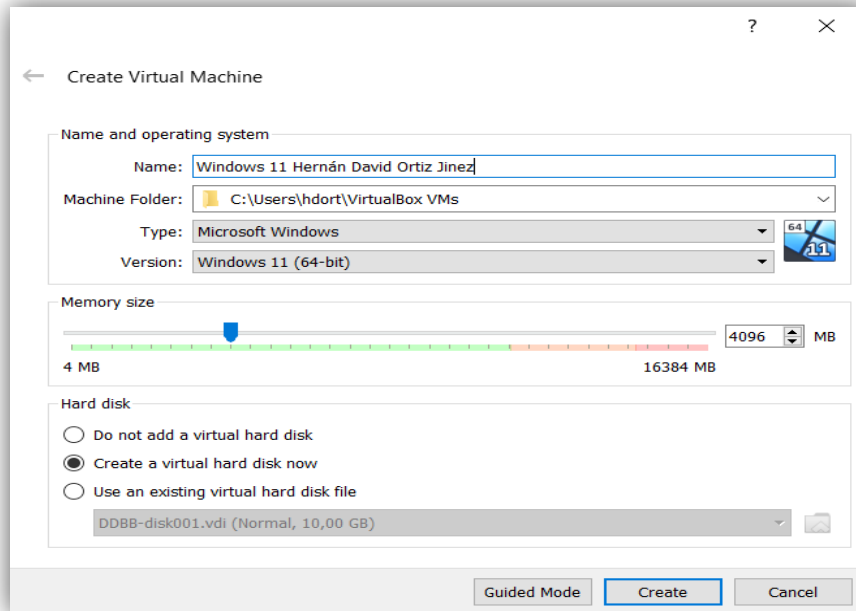 ?
Create Virtual Machine
Name and operating system
Name: Windows 11 Hernán David Ortiz Jinez
Machine Folder: C:\Users\hdort\VirtualBox VMs
Type: Microsoft Windows
64
11
Version: Windows 11 (64-bit)
Memory size
4096 MB
4 MB 16384 MB
Hard disk
Do not add a virtual hard disk
Create a virtual hard disk now
Use an existing virtual hard disk file
DDBB-disk001.vdi (Normal, 10,00 GB)
Guided Mode Create Cancel